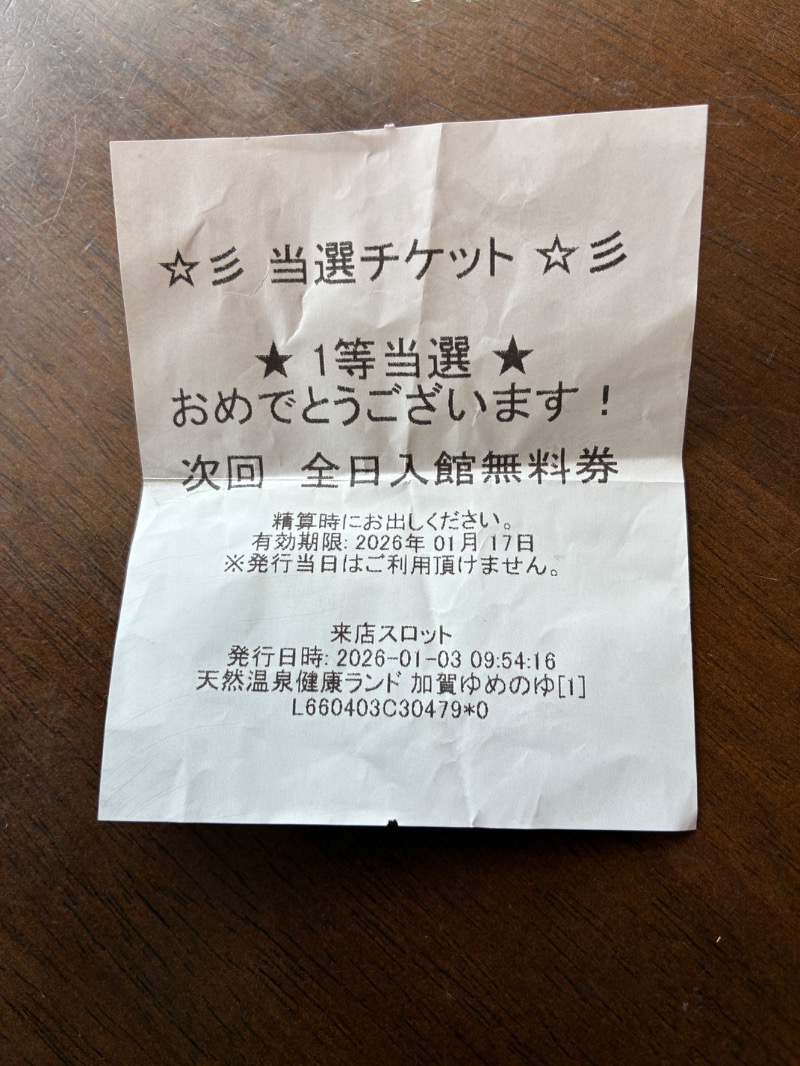 ☆彡 当選チケット ☆彡
★ 1等当選 ★
おめでとうございます！
次回　全日入館無料券
精算時にお出しください。
有効期限: 2026年 01月 17日
※発行当日はご利用頂けません。
来店スロット
発行日時: 2026-01-03 09:54:16
天然温泉健康ランド 加賀ゆめのゆ[1]
L660403C30479*0